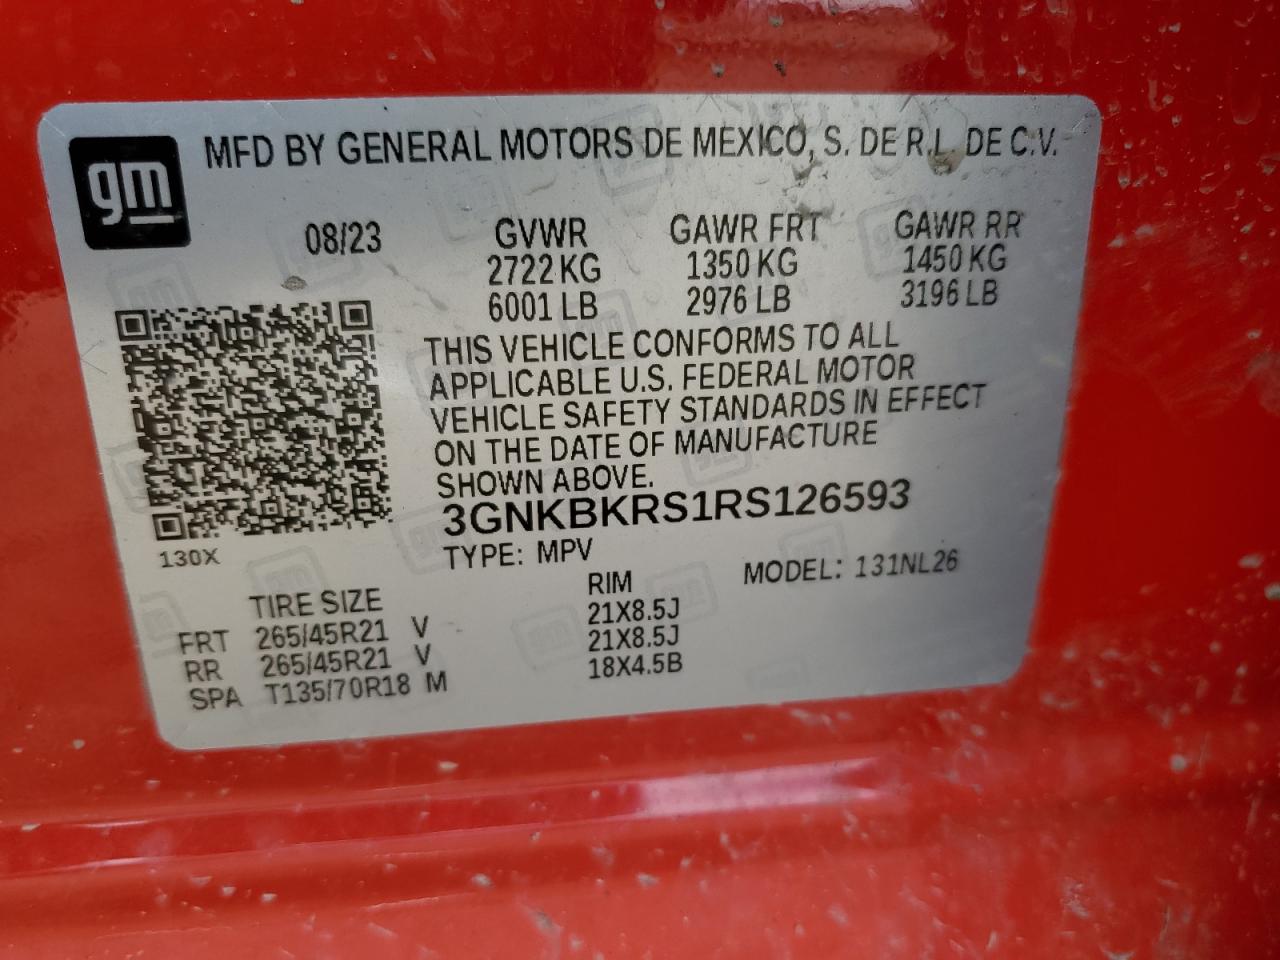 gm
MFD BY GENERAL MOTORS DE MEXICO, S. DE R.L. DE C.V.
08/23 GVWR GAWR FRT GAWR RR
2722 KG 1350 KG 1450 KG
6001 LB 2976 LB 3196 LB
THIS VEHICLE CONFORMS TO ALL
APPLICABLE U.S. FEDERAL MOTOR
VEHICLE SAFETY STANDARDS IN EFFECT
ON THE DATE OF MANUFACTURE
SHOWN ABOVE.
3GNKBKRS1RS126593
130X
TYPE: MPV MODEL: 131NL26
TIRE SIZE RIM
FRT 265/45R21 V 21X8.5J
RR 265/45R21 V 21X8.5J
SPA T135/70R18 M 18X4.5B